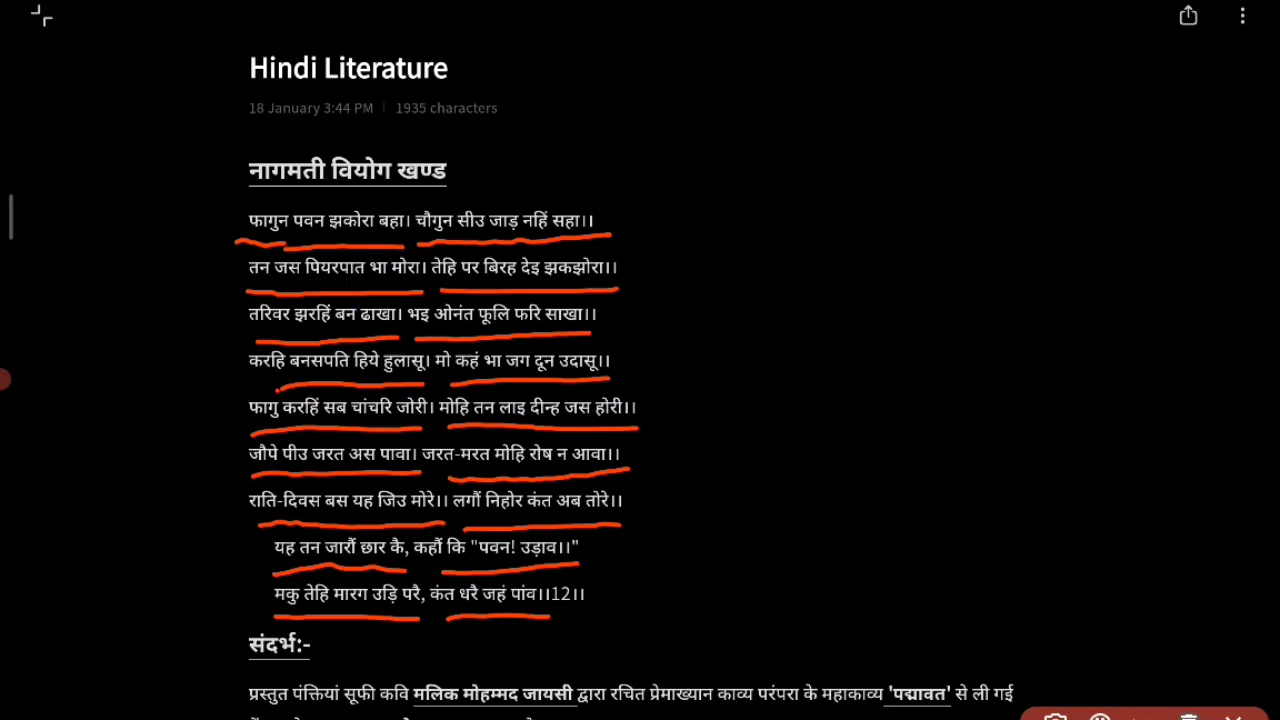 Hindi Literature
18 January 3:44 PM | 1935 characters
नागमती वियोग खण्ड
फागुन पवन झकोरा बहा। चौगुन सीउ जाड़ नहिं सहा।।
तन जस पियरपात भा मोरा। तेहि पर बिरह देइ झकझोरा।।
तरिवर झरहिं बन ढाखा। भइ ओनंत फूलि फरि साखा।।
करहि बनसपति हिये हुलासू। मो कहं भा जग दून उदासू।।
फागु करहिं सब चांचरि जोरी। मोहि तन लाइ दीन्ह जस होरी।।
जौपे पीउ जरत अस पावा। जरत-मरत मोहि रोष न आवा।।
राति-दिवस बस यह जिउ मोरे।। लगौं निहोर कंत अब तोरे।।
यह तन जारौं छार कै, कहौं कि "पवन! उड़ाव।।"
मकु तेहि मारग उड़ि परै, कंत धरै जहं पांव।।12।।
संदर्भ:-
प्रस्तुत पंक्तियां सूफी कवि मलिक मोहम्मद जायसी द्वारा रचित प्रेमाख्यान काव्य परंपरा के महाकाव्य 'पद्मावत' से ली गई